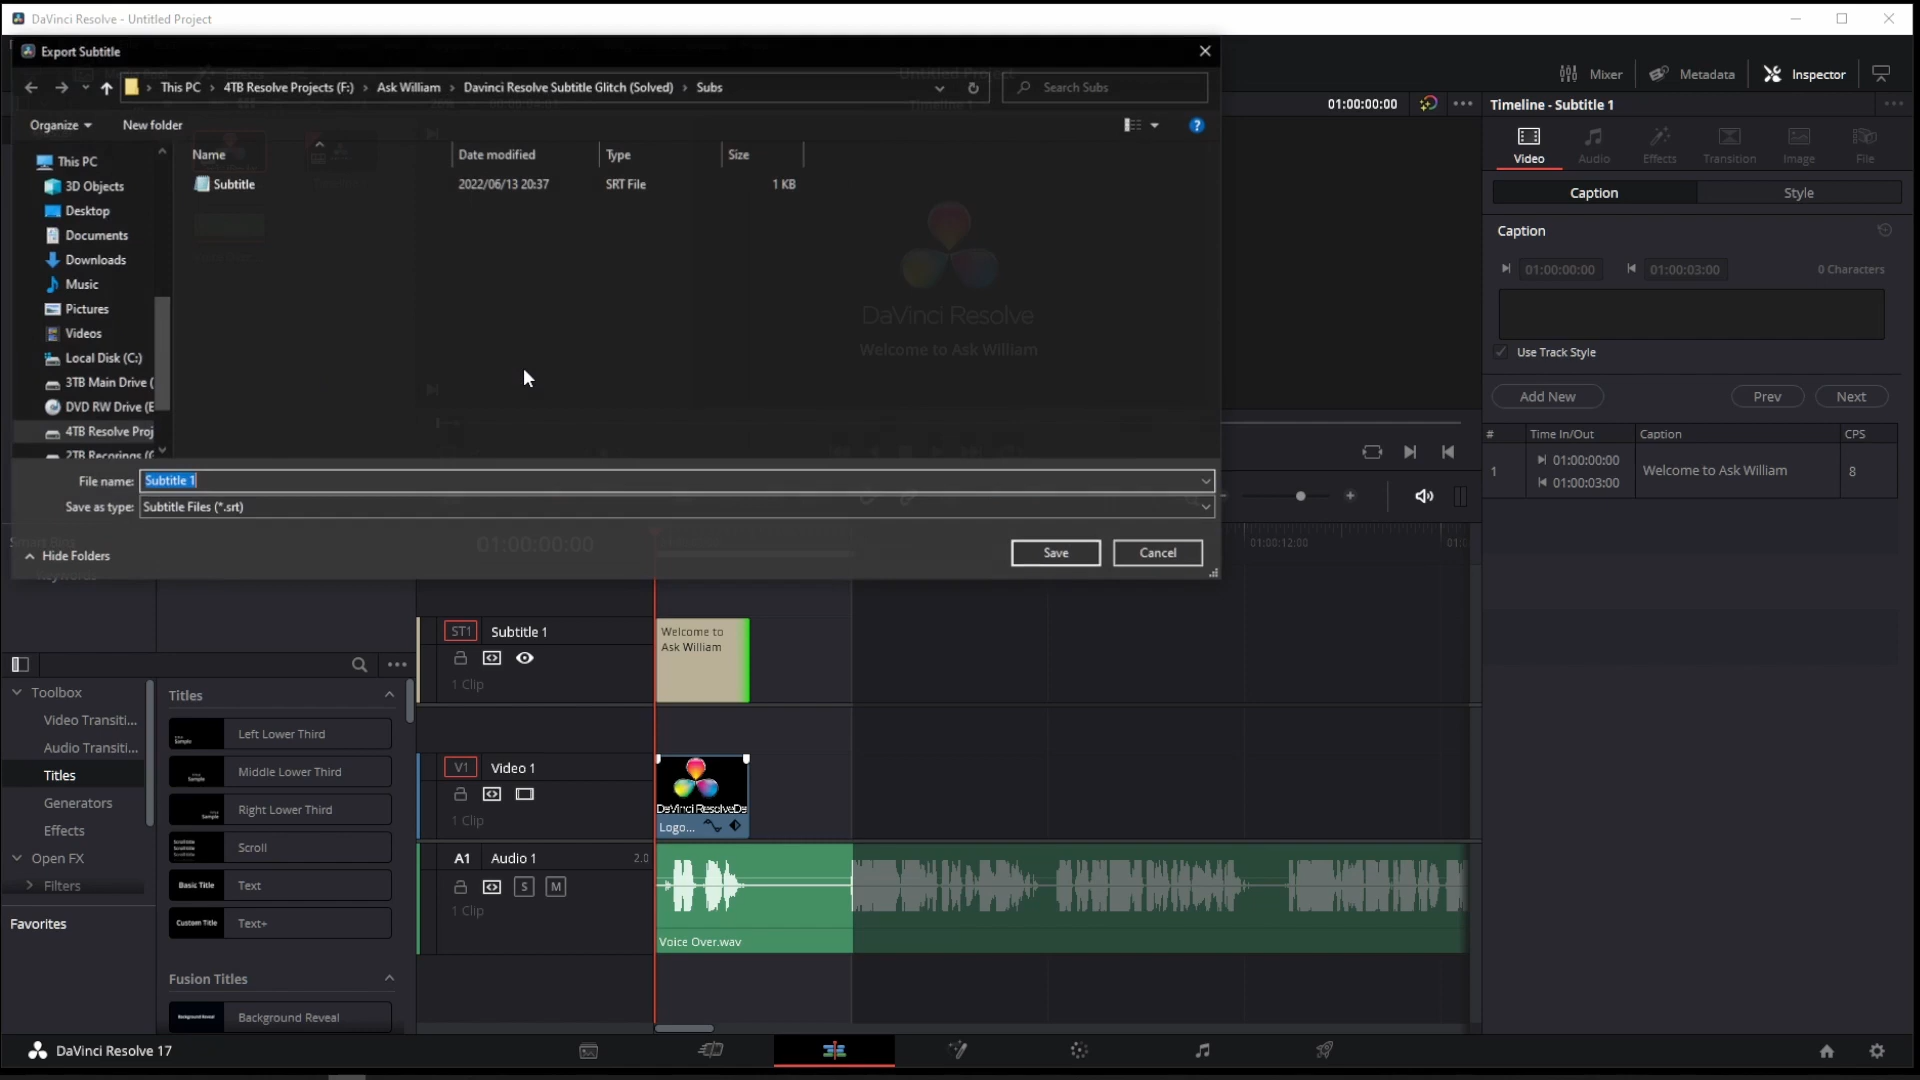 DaVinci Resolve - Untitled Project
Export Subtitle
This PC > 4TB Resolve Projects (F:) > Ask William > Davinci Resolve Subtitle Glitch (Solved) > Subs
Search Subs
Mixer
Metadata
Inspector
01:00:00:00
Timeline - Subtitle 1
Organize
New folder
Video
Audio
Effects
Transition
Image
File
Name
Date modified
Type
Size
Subtitle
2022/06/13 20:37
SRT File
1 KB
This PC
3D Objects
Desktop
Documents
Downloads
Music
Pictures
Videos
Local Disk (C:)
3TB Main Drive (
DVD RW Drive (E
4TB Resolve Proj
2TB Recorings (G
DaVinci Resolve
Welcome to Ask William
Caption
Style
Caption
01:00:00:00
01:00:03:00
0 Characters
Use Track Style
Add New
Prev
Next
#
Time In/Out
Caption
CPS
1
01:00:00:00
01:00:03:00
Welcome to Ask William
8
File name:
Subtitle 1
Save as type:
Subtitle Files (*.srt)
Hide Folders
Save
Cancel
01:00:00:00
01:00:12:00
Keywords
ST1
Subtitle 1
1 Clip
Welcome to
Ask William
V1
Video 1
1 Clip
DaVinci ResolveDa
Logo...
A1
Audio 1
2.0
S
M
1 Clip
Voice Over.wav
Toolbox
Video Transiti...
Audio Transiti...
Titles
Generators
Effects
Open FX
Filters
Favorites
Titles
Left Lower Third
Middle Lower Third
Right Lower Third
Scroll
Basic Title
Text
Custom Title
Text+
Fusion Titles
Background Reveal
Background Reveal
DaVinci Resolve 17